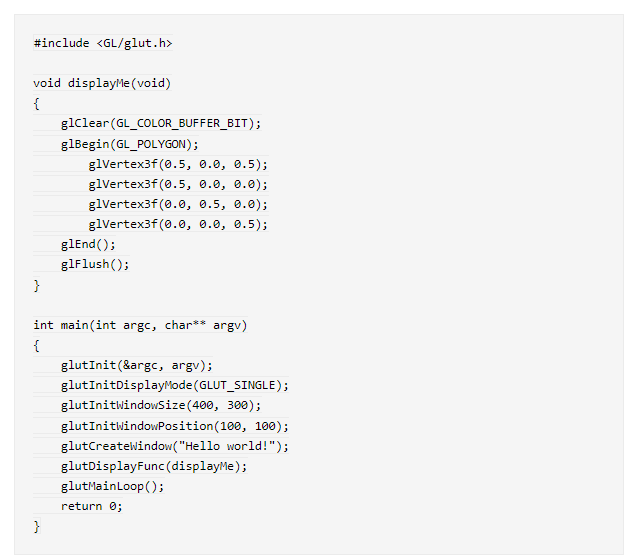 #include <GL/glut.h>

void displayMe(void)
{
    glClear(GL_COLOR_BUFFER_BIT);
    glBegin(GL_POLYGON);
        glVertex3f(0.5, 0.0, 0.5);
        glVertex3f(0.5, 0.0, 0.0);
        glVertex3f(0.0, 0.5, 0.0);
        glVertex3f(0.0, 0.0, 0.5);
    glEnd();
    glFlush();
}

int main(int argc, char** argv)
{
    glutInit(&argc, argv);
    glutInitDisplayMode(GLUT_SINGLE);
    glutInitWindowSize(400, 300);
    glutInitWindowPosition(100, 100);
    glutCreateWindow("Hello world!");
    glutDisplayFunc(displayMe);
    glutMainLoop();
    return 0;
}